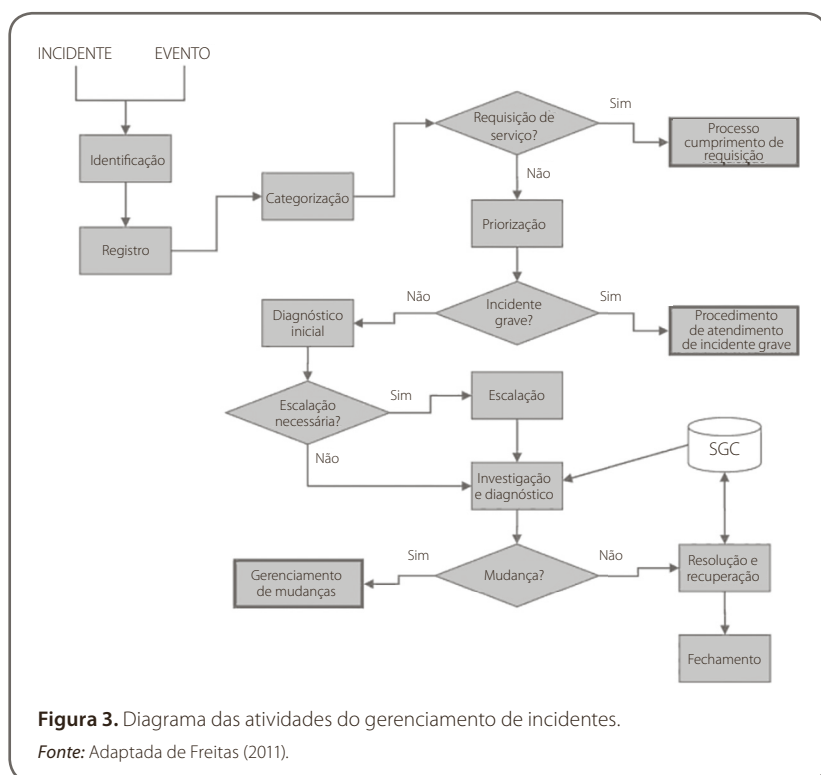 INCIDENTE
EVENTO
Identificação
Registro
Categorização
Requisição de
serviço?
Sim
Processo
cumprimento de
requisição
Não
Priorização
Incidente
grave?
Sim
Procedimento
de atendimento
de incidente grave
Não
Diagnóstico
inicial
Escalação
necessária?
Sim
Escalação
Não
Investigação
e diagnóstico
SGC
Mudança?
Sim
Gerenciamento
de mudanças
Não
Resolução e
recuperação
Fechamento
Figura 3. Diagrama das atividades do gerenciamento de incidentes.
Fonte: Adaptada de Freitas (2011).